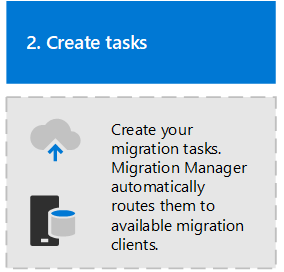 2. Create tasks
Create your
migration tasks.
Migration Manager
automatically
routes them to
available migration
clients.